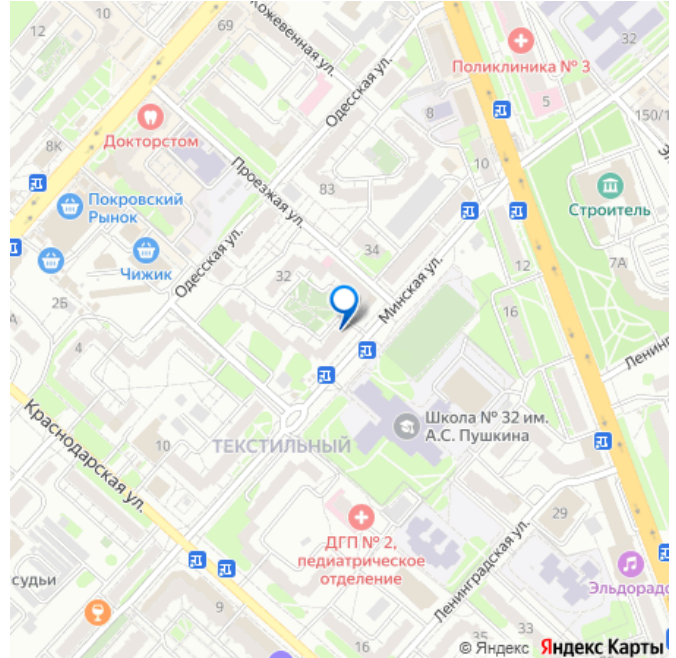 12
69
Кожевенная ул.
32
Поликлиника № 3
Одесская ул.
8
5
150/1
Докторстом
8К
10
Проезжая ул.
83
Покровский
Рынок
Строитель
Чижик
Одесская ул.
34
32
Минская ул.
12
7А
2Б
16
4
Краснодарская ул.
Школа № 32 им.
А.С. Пушкина
10
ТЕКСТИЛЬНЫЙ
29
ДГП № 2,
педиатрическое
отделение
Ленинградская ул.
Эльдорадо
судьи
9
33
35
16
© Яндекс Яндекс Карты